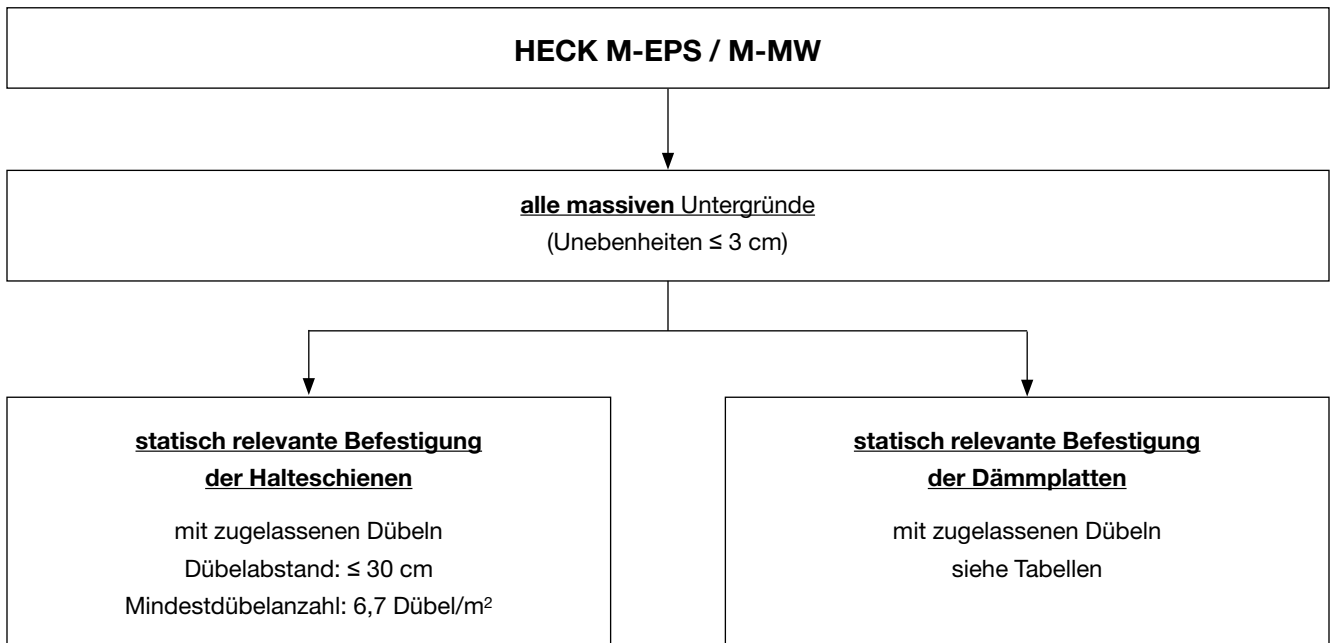 HECK M-EPS / M-MW
alle massiven Untergründe
(Unebenheiten ≤ 3 cm)
statisch relevante Befestigung
der Halteschienen
mit zugelassenen Dübeln
Dübelabstand: ≤ 30 cm
Mindestdübelanzahl: 6,7 Dübel/m²
statisch relevante Befestigung
der Dämmplatten
mit zugelassenen Dübeln
siehe Tabellen